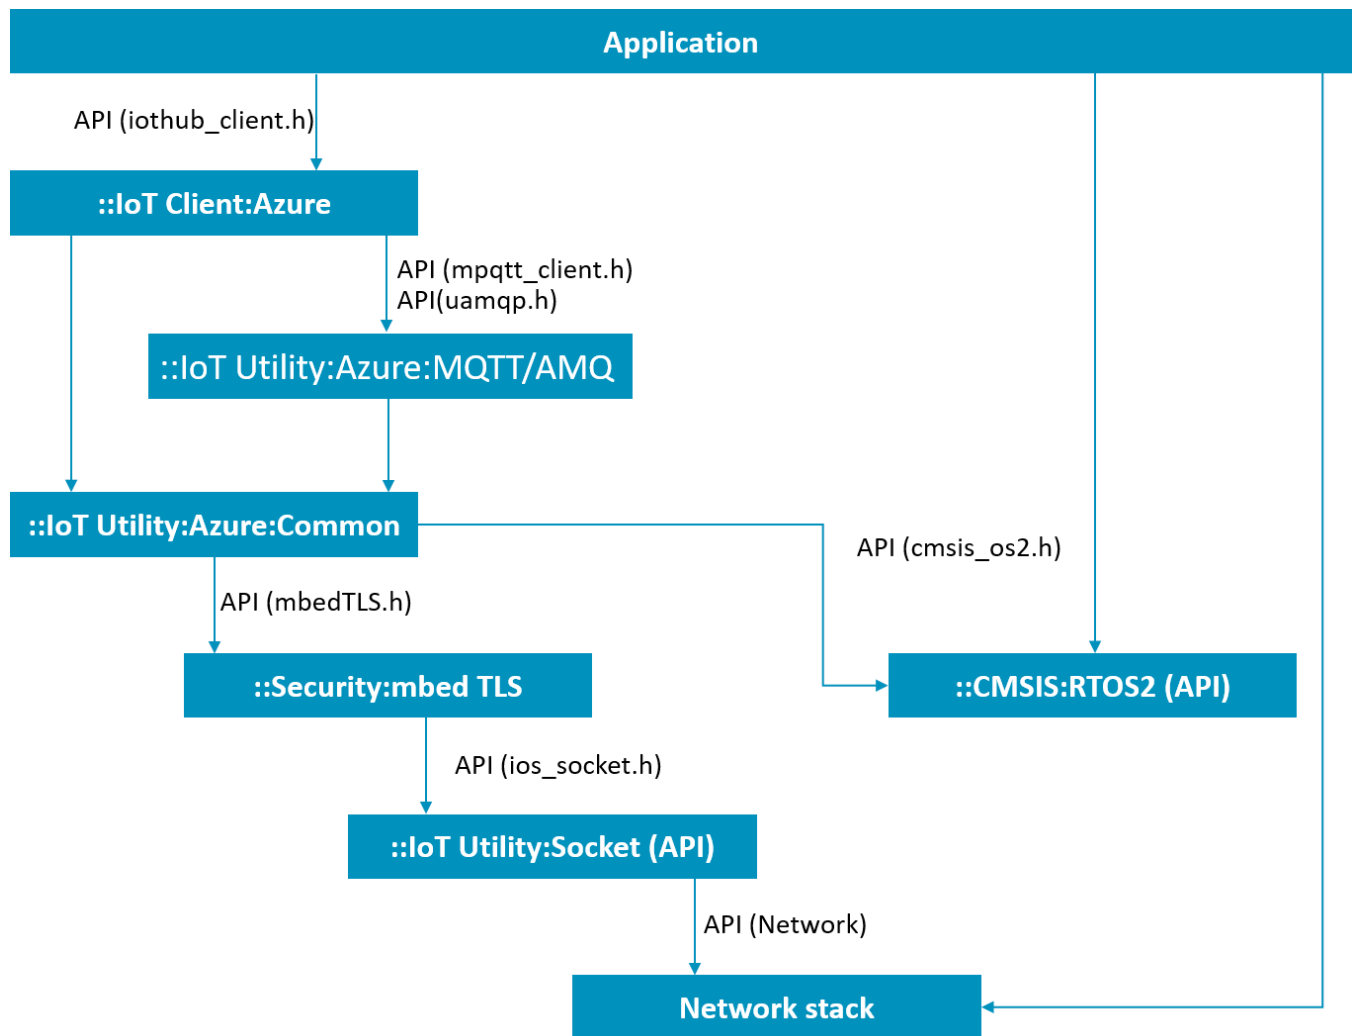 Application
API (iothub_client.h)
::IoT Client:Azure
API (mpqtt_client.h)
API(uamqp.h)
::IoT Utility:Azure:MQTT/AMQ
::IoT Utility:Azure:Common
API (cmsis_os2.h)
API (mbedTLS.h)
::Security:mbed TLS
::CMSIS:RTOS2 (API)
API (ios_socket.h)
::IoT Utility:Socket (API)
API (Network)
Network stack